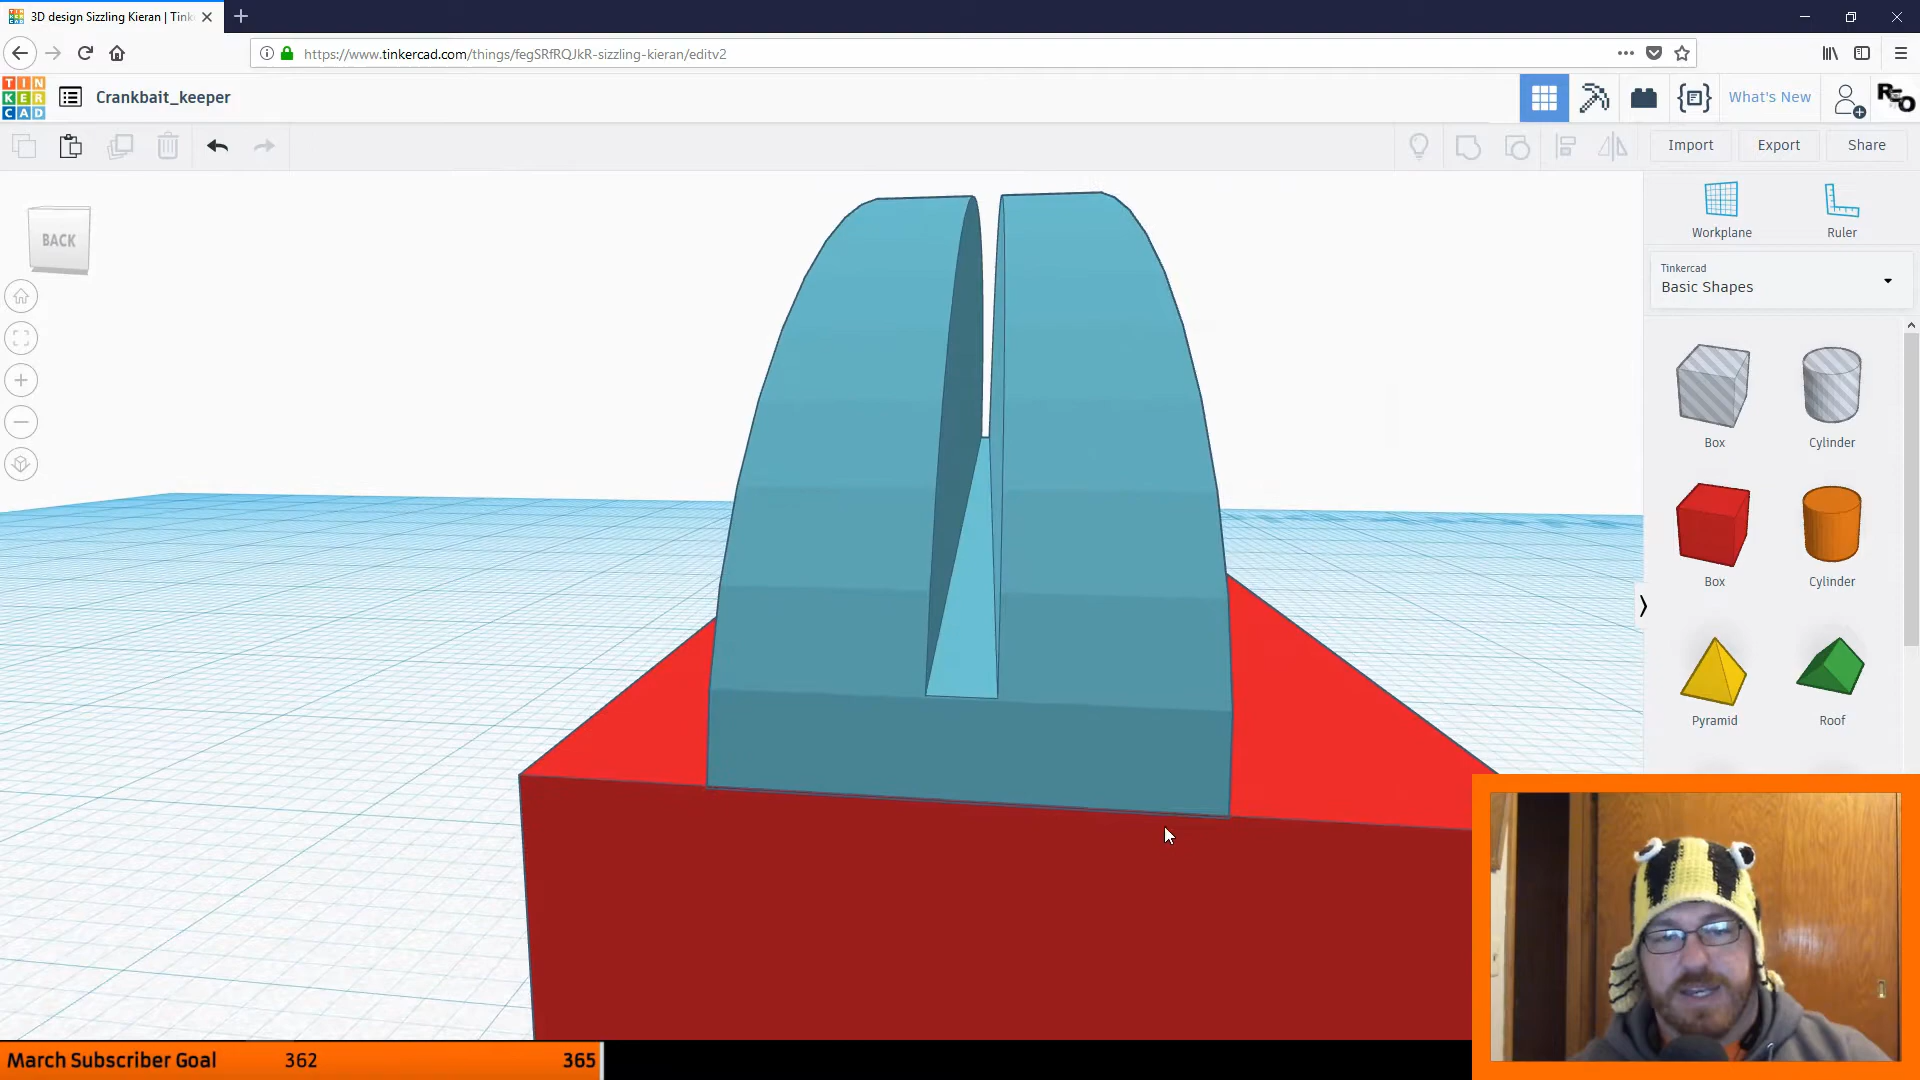 3D design Sizzling Kieran | Tink
https://www.tinkercad.com/things/fegSRfRQJkR-sizzling-kieran/editv2
TIN
KER
CAD
Crankbait_keeper
What's New
Import
Export
Share
BACK
Workplane
Ruler
Tinkercad
Basic Shapes
Box
Cylinder
Box
Cylinder
Pyramid
Roof
March Subscriber Goal 362 365